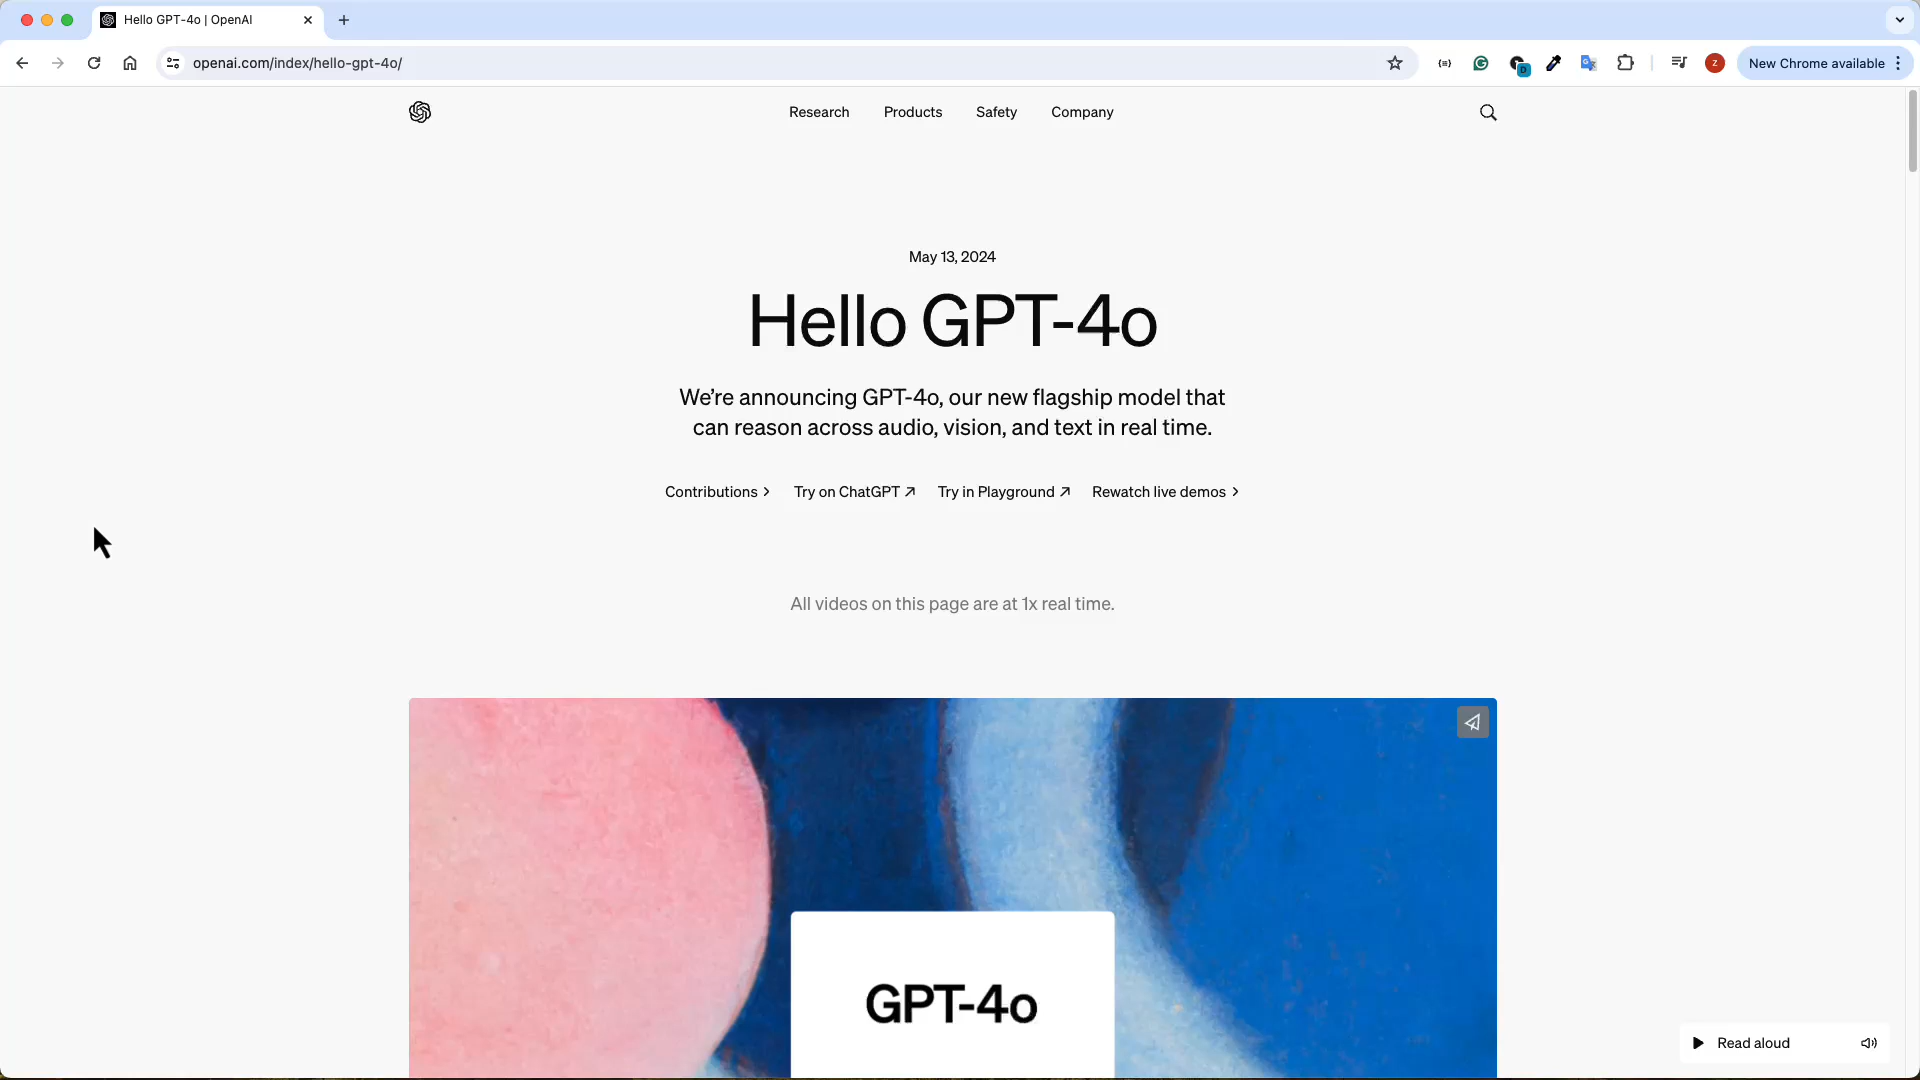 Hello GPT-4o | OpenAI
openai.com/index/hello-gpt-4o/
New Chrome available
Research Products Safety Company
May 13, 2024
Hello GPT-4o
We’re announcing GPT-4o, our new flagship model that
can reason across audio, vision, and text in real time.
Contributions Try on ChatGPT Try in Playground Rewatch live demos
All videos on this page are at 1x real time.
GPT-4o
Read aloud